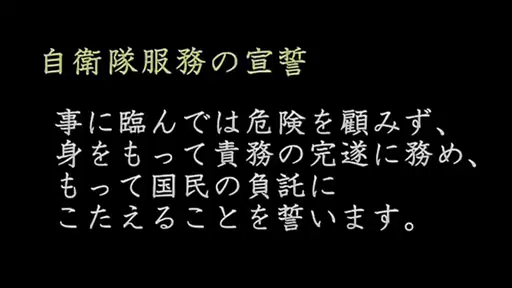 自衛隊服務の宣誓
事に臨んでは危険を顧みず、
身をもって責務の完遂に務め、
もって国民の負託に
こたえることを誓います。